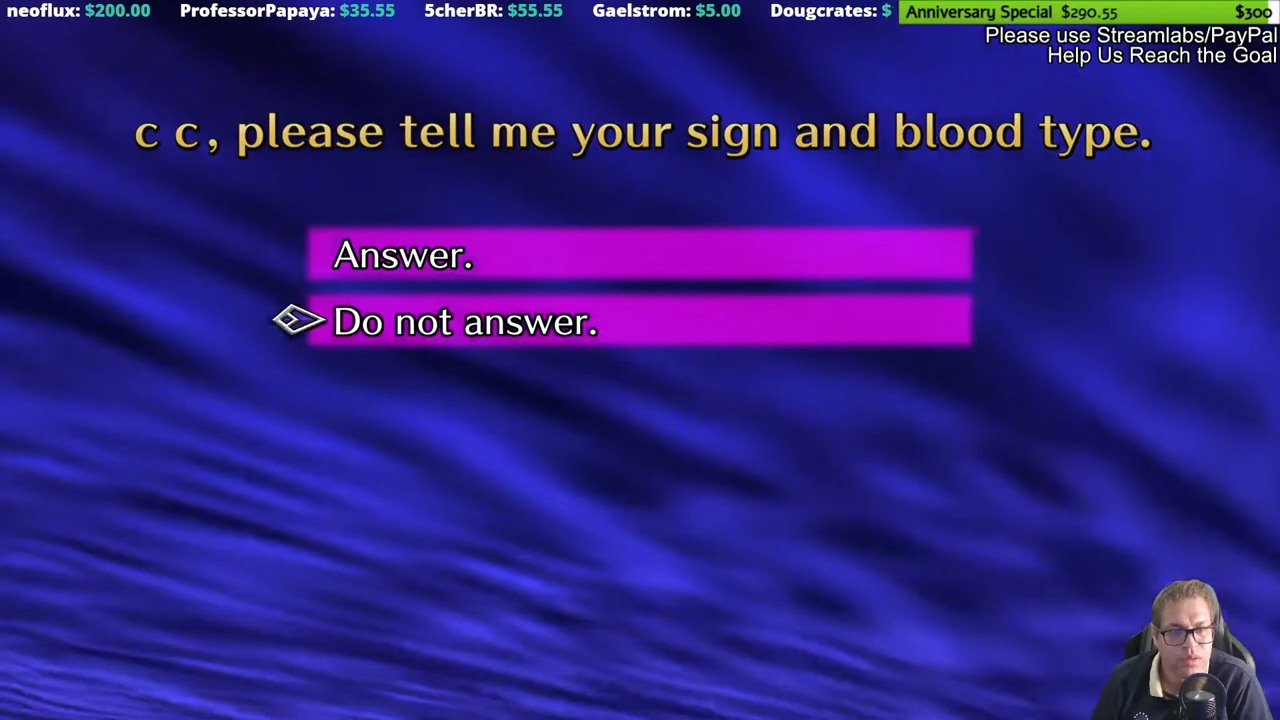 neoflux: $200.00 ProfessorPapaya: $35.55 5cherBR: $55.55 Gaelstrom: $5.00 Dougcrates: $
Anniversary Special $290.55 $300
Please use Streamlabs/PayPal
Help Us Reach the Goal
c c, please tell me your sign and blood type.
Answer.
Do not answer.